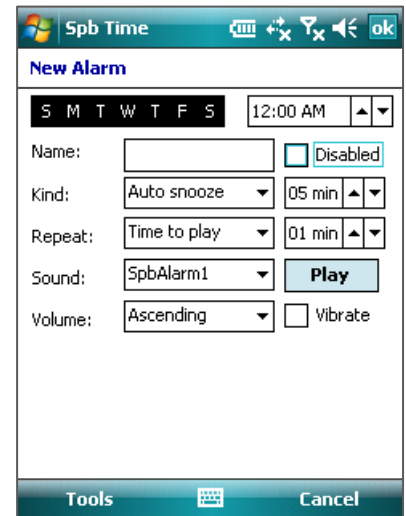 Spb Time ok
New Alarm
S M T W T F S 12:00 AM
Name: Disabled
Kind: Auto snooze 05 min
Repeat: Time to play 01 min
Sound: SpbAlarm1 Play
Volume: Ascending Vibrate
Tools Cancel